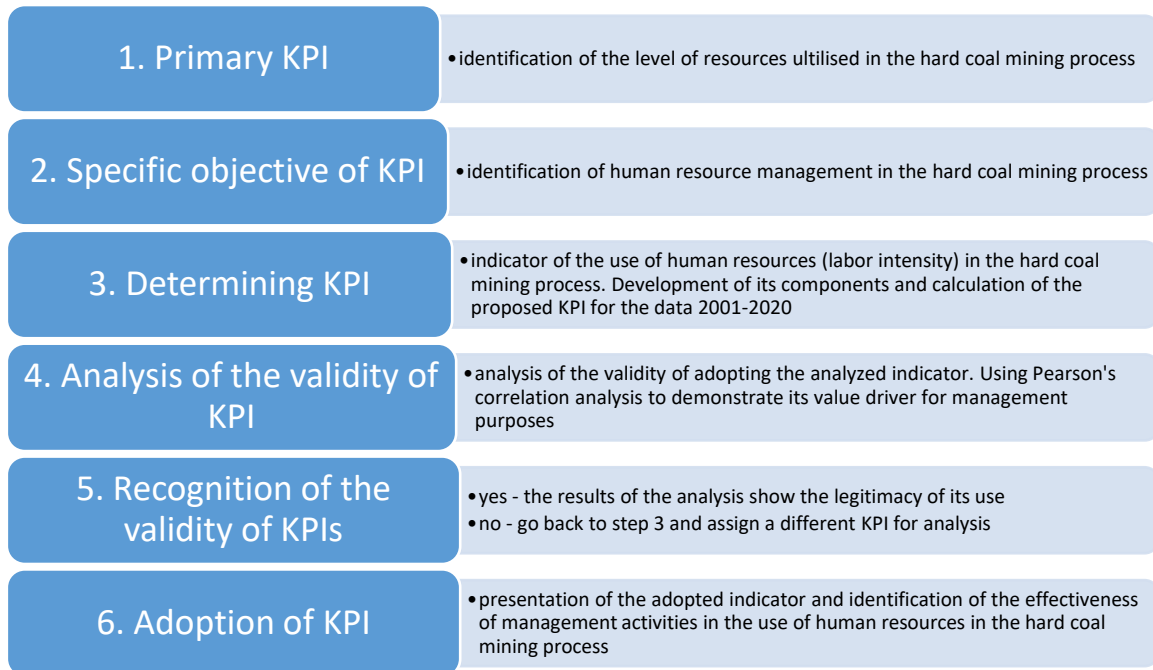 1. Primary KPI
•identification of the level of resources ultilised in the hard coal mining process
2. Specific objective of KPI
•identification of human resource management in the hard coal mining process
3. Determining KPI
•indicator of the use of human resources (labor intensity) in the hard coal
mining process. Development of its components and calculation of the
proposed KPI for the data 2001-2020
4. Analysis of the validity of
KPI
•analysis of the validity of adopting the analyzed indicator. Using Pearson's
correlation analysis to demonstrate its value driver for management
purposes
5. Recognition of the
validity of KPIs
•yes - the results of the analysis show the legitimacy of its use
•no - go back to step 3 and assign a different KPI for analysis
6. Adoption of KPI
•presentation of the adopted indicator and identification of the effectiveness
of management activities in the use of human resources in the hard coal
mining process